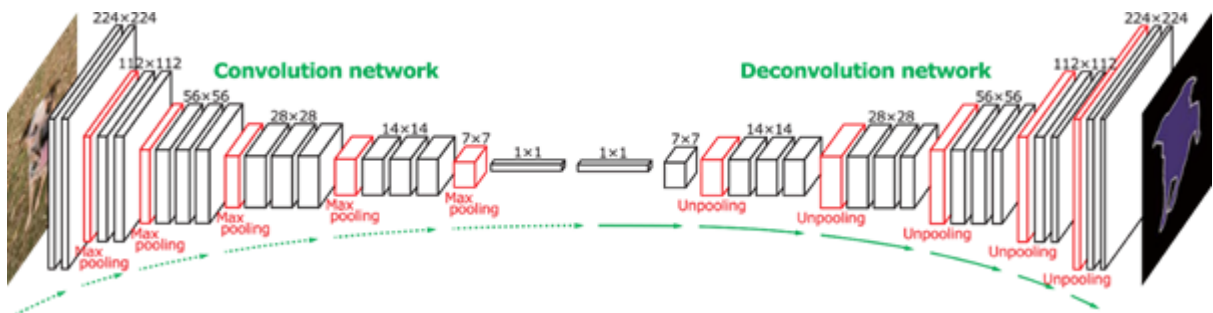 224×224
112×112
56×56
28×28
14×14
7×7
1×1
1×1
7×7
14×14
28×28
56×56
112×112
224×224
Convolution network
Deconvolution network
Max
pooling
Max
pooling
Max
pooling
Max
pooling
Max
pooling
Unpooling
Unpooling
Unpooling
Unpooling
Unpooling